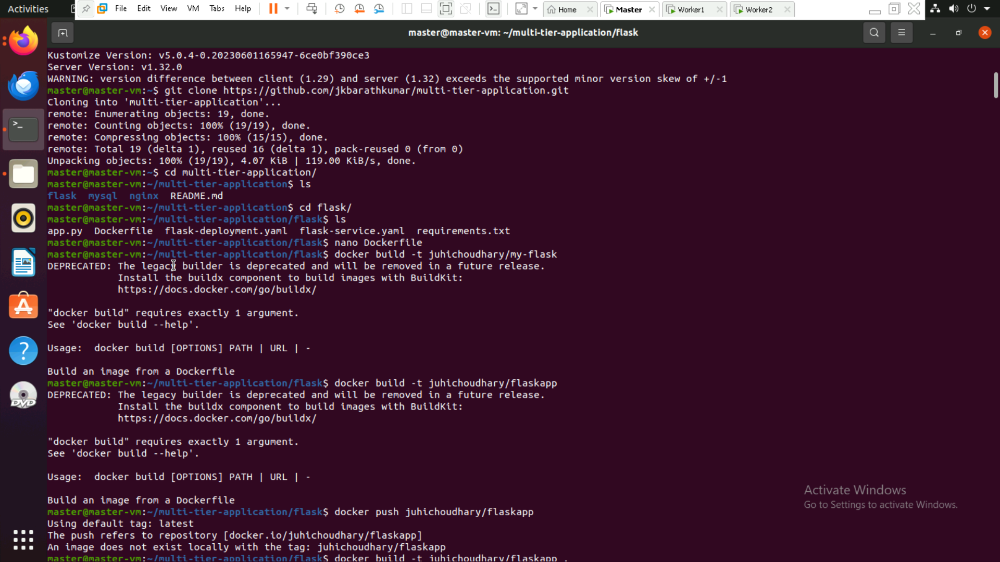 Activities
File Edit View VM Tabs Help Home Master Worker1 Worker2
master@master-vm: ~/multi-tier-application/flask
Kustomize Version: v5.0.4-0.20230601165947-6ce0bf390ce3
Server Version: v1.32.0
WARNING: version difference between client (1.29) and server (1.32) exceeds the supported minor version skew of +/-1
master@master-vm:~$ git clone https://github.com/jkbarathkumar/multi-tier-application.git
Cloning into 'multi-tier-application'...
remote: Enumerating objects: 19, done.
remote: Counting objects: 100% (19/19), done.
remote: Compressing objects: 100% (15/15), done.
remote: Total 19 (delta 1), reused 16 (delta 1), pack-reused 0 (from 0)
Unpacking objects: 100% (19/19), 4.07 KiB | 119.00 KiB/s, done.
master@master-vm:~$ cd multi-tier-application/
master@master-vm:~/multi-tier-application$ ls
flask  mysql  nginx  README.md
master@master-vm:~/multi-tier-application$ cd flask/
master@master-vm:~/multi-tier-application/flask$ ls
app.py  Dockerfile  flask-deployment.yaml  flask-service.yaml  requirements.txt
master@master-vm:~/multi-tier-application/flask$ nano Dockerfile
master@master-vm:~/multi-tier-application/flask$ docker build -t juhichoudhary/my-flask
DEPRECATED: The legacy builder is deprecated and will be removed in a future release.
            Install the buildx component to build images with BuildKit:
            https://docs.docker.com/go/buildx/
"docker build" requires exactly 1 argument.
See 'docker build --help'.
Usage:  docker build [OPTIONS] PATH | URL | -
Build an image from a Dockerfile
master@master-vm:~/multi-tier-application/flask$ docker build -t juhichoudhary/flaskapp
DEPRECATED: The legacy builder is deprecated and will be removed in a future release.
            Install the buildx component to build images with BuildKit:
            https://docs.docker.com/go/buildx/
"docker build" requires exactly 1 argument.
See 'docker build --help'.
Usage:  docker build [OPTIONS] PATH | URL | -
Build an image from a Dockerfile
master@master-vm:~/multi-tier-application/flask$ docker push juhichoudhary/flaskapp
Using default tag: latest
The push refers to repository [docker.io/juhichoudhary/flaskapp]
An image does not exist locally with the tag: juhichoudhary/flaskapp
master@master-vm:~/multi-tier-application/flask$ docker build -t juhichoudhary/flaskapp .
Activate Windows
Go to Settings to activate Windows.
DVD